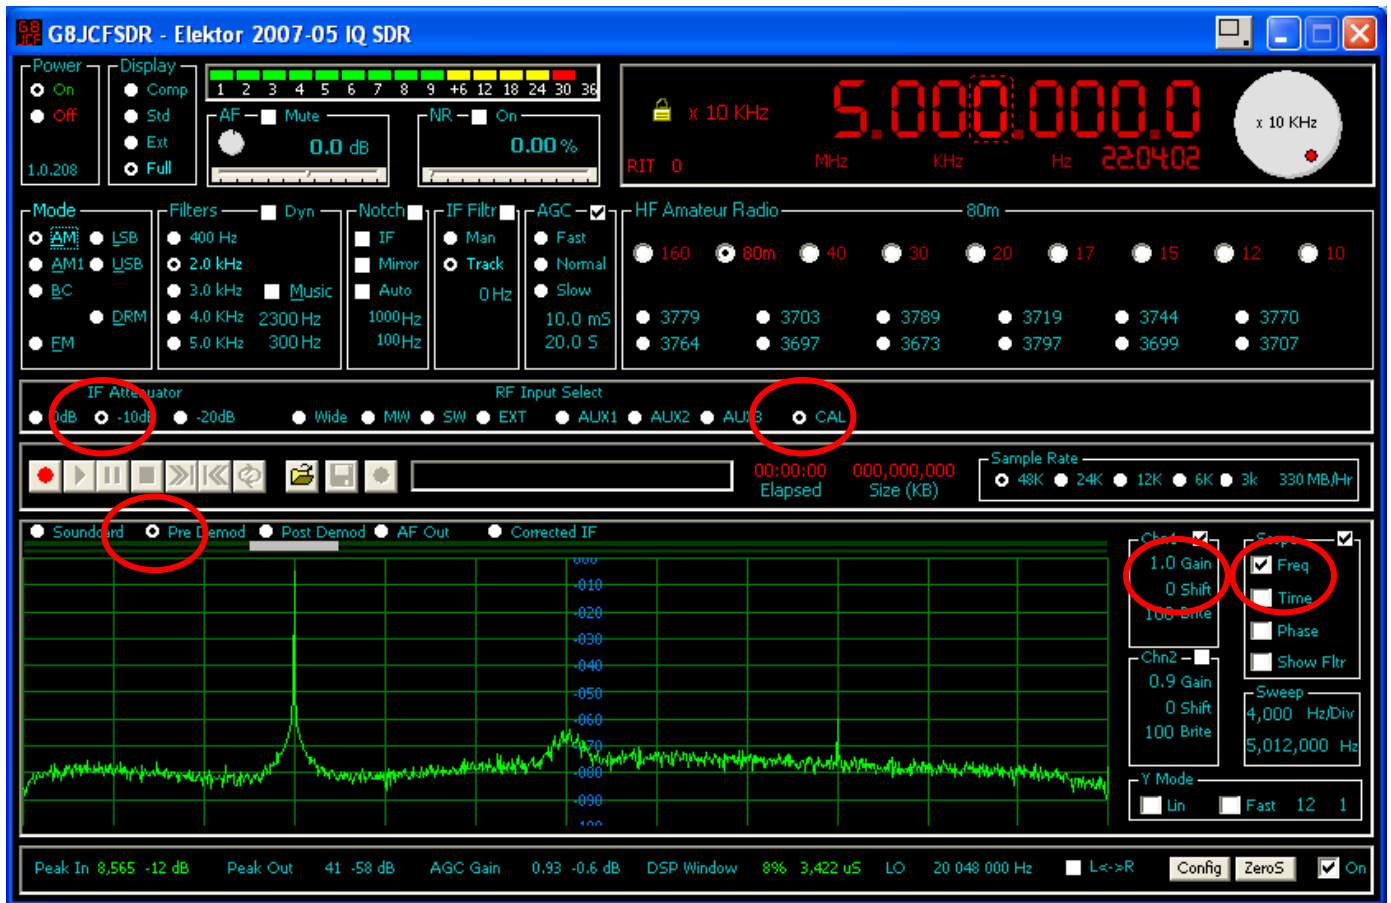 G8JCFSDR - Elektor 2007-05 IQ SDR
G8
JCF
Power
On
Off
1.0.208
Display
Comp
Std
Ext
Full
1 2 3 4 5 6 7 8 9 +6 12 18 24 30 36
AF Mute
0.0 dB
NR On
0.00 %
x 10 KHz
5.000.000.0
MHz KHz Hz 22:04:02
RIT 0
x 10 KHz
Mode
AM LSB
AM1 USB
BC
DRM
FM
Filters Dyn
400 Hz
2.0 kHz
3.0 kHz Music
4.0 KHz 2300 Hz
5.0 KHz 300 Hz
Notch
IF
Mirror
Auto
1000Hz
100Hz
IF Filtr
Man
Track
0 Hz
AGC
Fast
Normal
Slow
10.0 mS
20.0 S
HF Amateur Radio 80m
160 80m 40 30 20 17 15 12 10
3779 3703 3789 3719 3744 3770
3764 3697 3673 3797 3699 3707
IF Attenuator RF Input Select
0dB -10dB -20dB Wide MW SW EXT AUX1 AUX2 AUX3 CAL
00:00:00 000,000,000
Elapsed Size (KB)
Sample Rate
48K 24K 12K 6K 3k 330 MB/Hr
Soundcard Pre Demod Post Demod AF Out Corrected IF
000
-010
-020
-030
-040
-050
-060
-070
-080
-090
-100
Chn1
1.0 Gain
0 Shift
100 Brite
Chn2
0.9 Gain
0 Shift
100 Brite
Scope
Freq
Time
Phase
Show Fltr
Sweep
4,000 Hz/Div
5,012,000 Hz
Y Mode
Lin Fast 12 1
Peak In 8,565 -12 dB Peak Out 41 -58 dB AGC Gain 0.93 -0.6 dB DSP Window 8% 3,422 uS LO 20 048 000 Hz L<->R Config ZeroS On